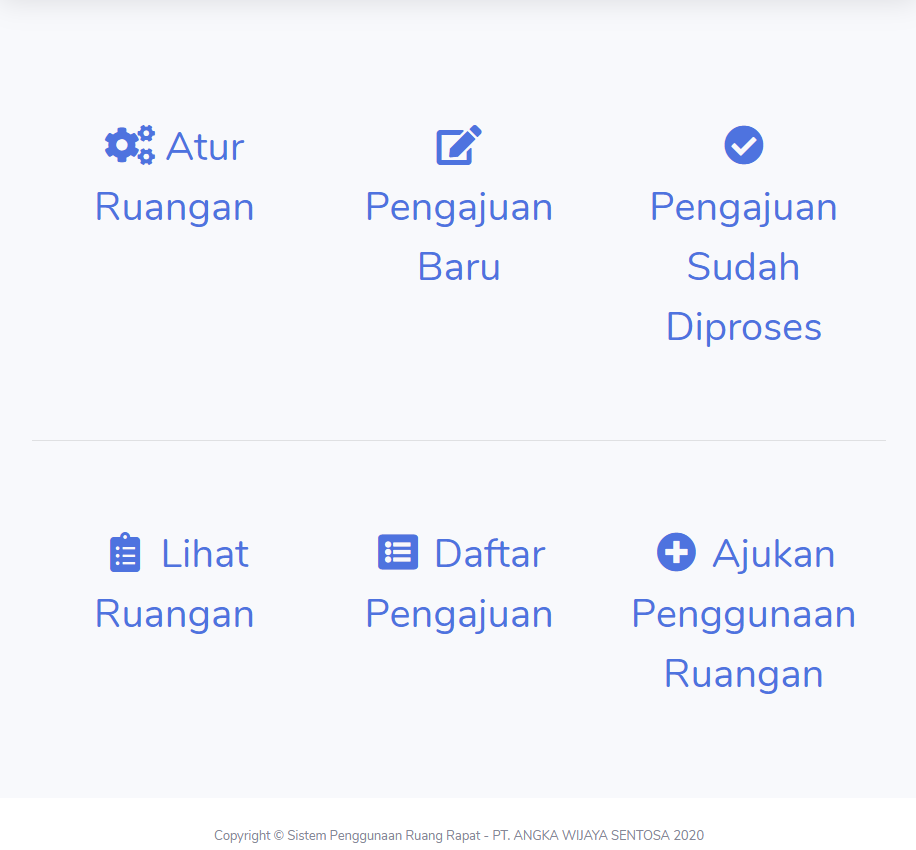 Atur
Ruangan
Pengajuan
Baru
Pengajuan
Sudah
Diproses
Lihat
Ruangan
Daftar
Pengajuan
Ajukan
Penggunaan
Ruangan
Copyright © Sistem Penggunaan Ruang Rapat - PT. ANGKA WIJAYA SENTOSA 2020